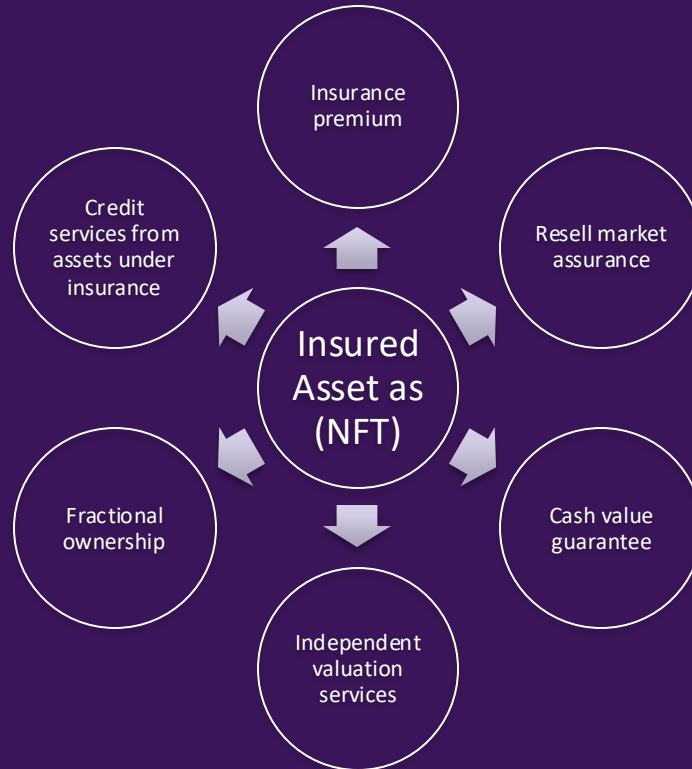 Insurance
premium
Resell market
assurance
Cash value
guarantee
Independent
valuation
services
Fractional
ownership
Credit
services from
assets under
insurance
Insured
Asset as
(NFT)